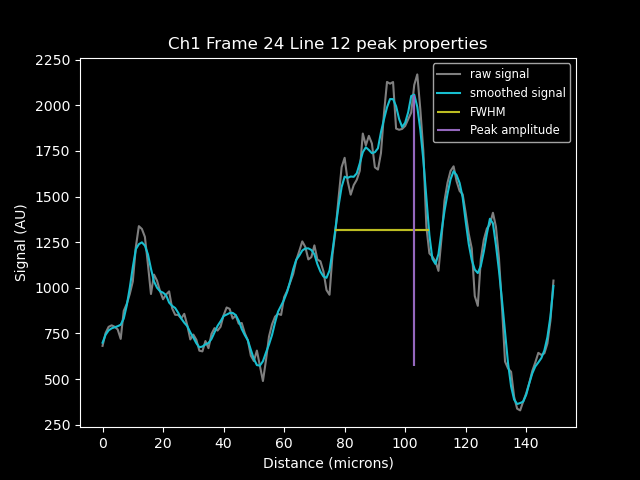 Ch1 Frame 24 Line 12 peak properties
raw signal
smoothed signal
FWHM
Peak amplitude
2250
2000
1750
1500
1250
1000
750
500
250
Signal (AU)
0 20 40 60 80 100 120 140
Distance (microns)